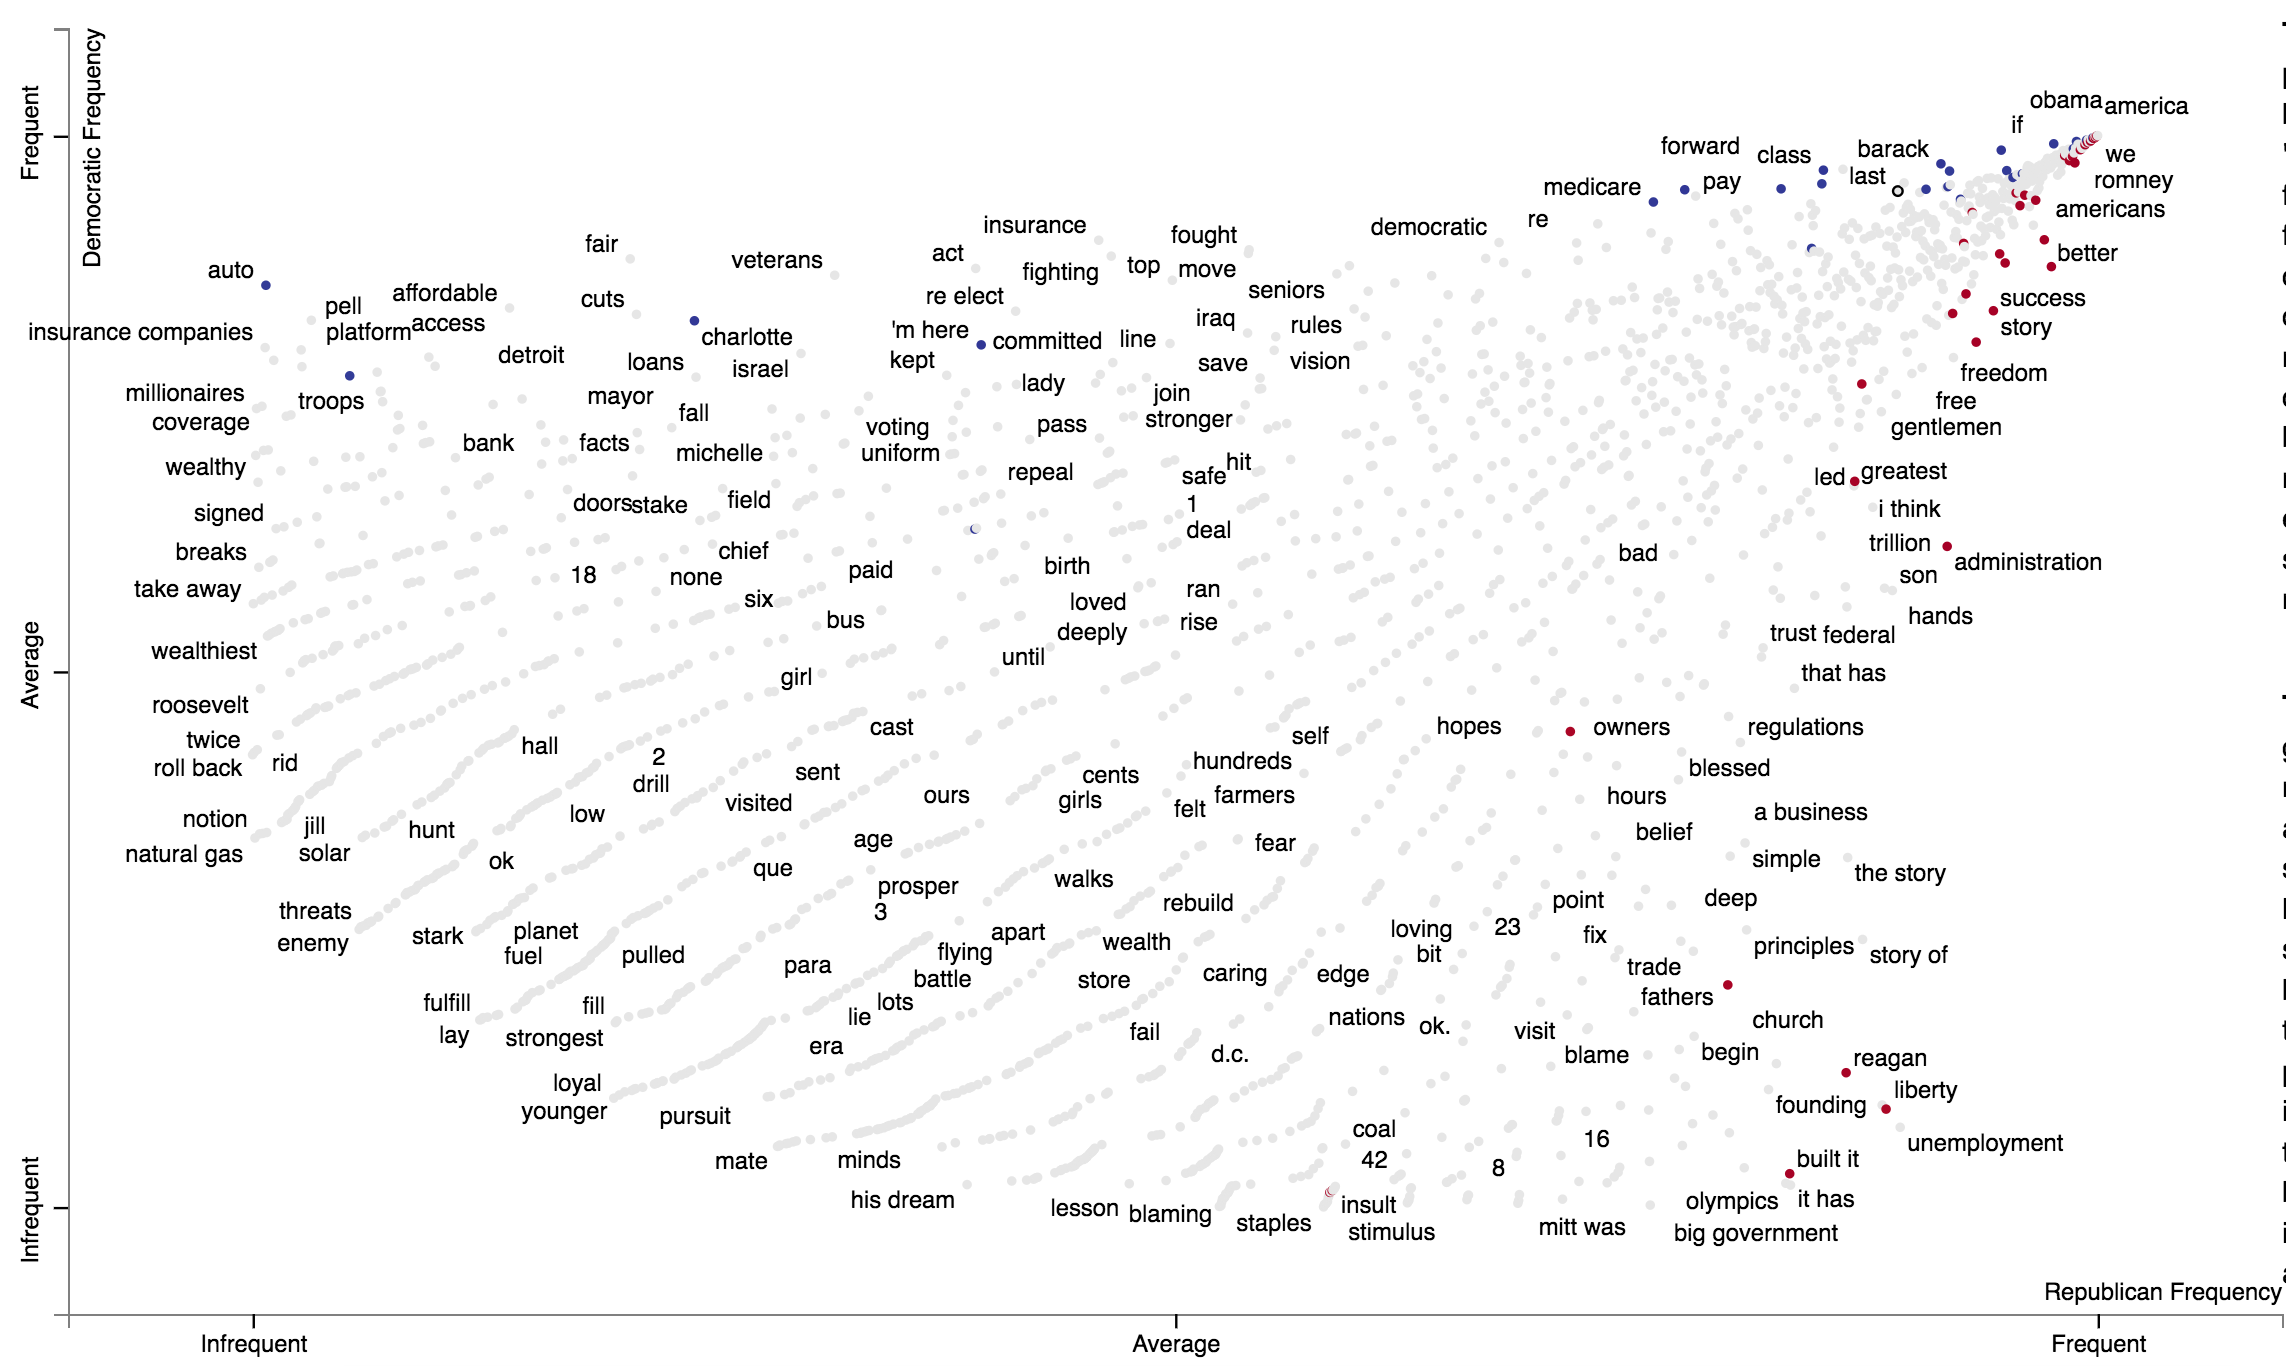 Democratic Frequency
Frequent
Average
Infrequent
obama america
if
forward class barack we
medicare pay last romney
democratic re americans
insurance fought
fair act better
veterans fighting top move
auto
pell affordable cuts re elect seniors success
insurance companies platform access charlotte 'm here committed line iraq rules story
detroit loans israel kept save vision
millionaires troops mayor lady join freedom
coverage fall voting pass stronger free
bank facts michelle uniform gentlemen
wealthy repeal safe hit led greatest
signed doors stake field 1 i think
deal
breaks chief birth bad trillion administration
take away 18 none paid ran son
six loved hands
bus deeply rise trust federal
wealthiest until
girl that has
roosevelt cast hopes owners regulations
twice hall 2 self
roll back rid drill sent cents hundreds blessed
notion low visited ours girls felt farmers hours a business
jill hunt age fear belief
natural gas solar ok que simple the story
prosper walks
threats 3 rebuild point deep
enemy stark planet apart wealth loving 23 fix
fuel pulled flying bit principles story of
para battle store caring edge trade
fulfill fill lots fathers
lay strongest lie fail nations ok. visit church
era d.c. blame begin reagan
loyal liberty
younger pursuit founding
coal
mate minds 42 8 16 unemployment
built it
his dream lesson blaming staples insult olympics it has
stimulus mitt was big government
Republican Frequency
Infrequent Average Frequent